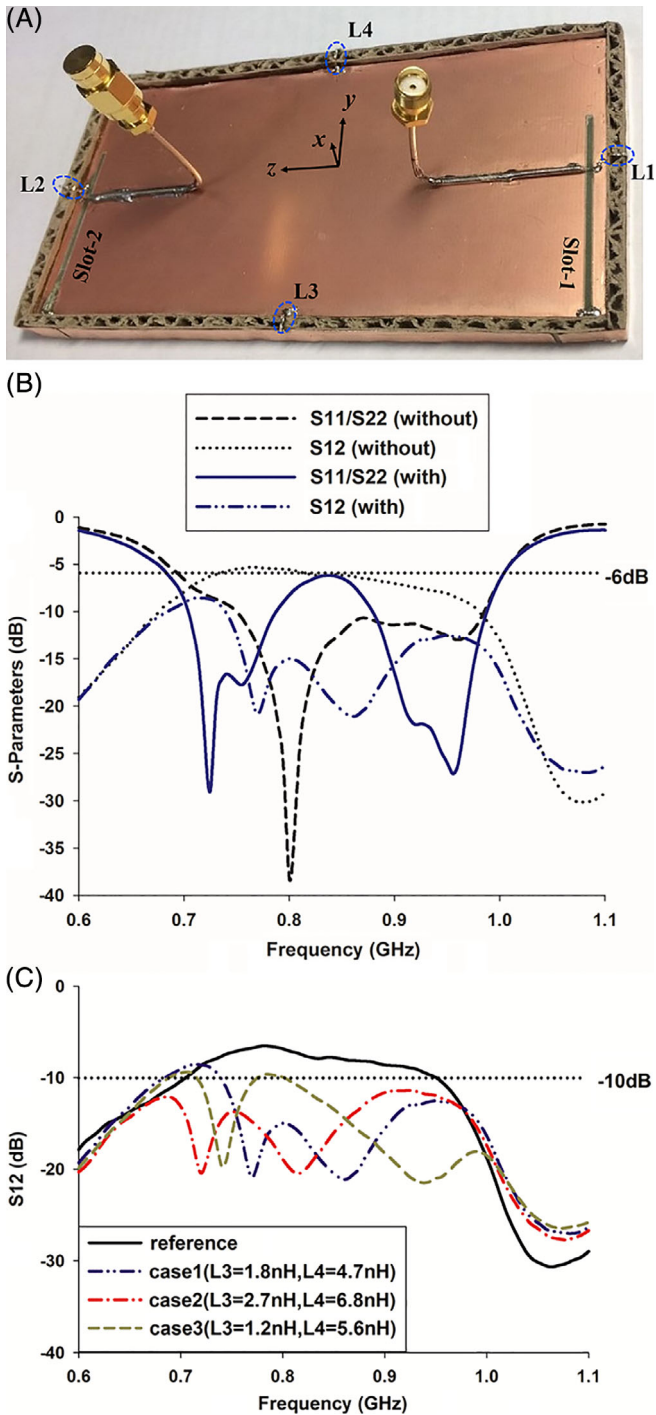 (A)
L4
y
x
z
L2
L1
Slot-2
Slot-1
L3
(B)
S11/S22 (without)
S12 (without)
S11/S22 (with)
S12 (with)
0
-5
-10
-15
-20
-25
-30
-35
-40
-6dB
S-Parameters (dB)
0.6 0.7 0.8 0.9 1.0 1.1
Frequency (GHz)
(C)
0
-10
-20
-30
-40
-10dB
S12 (dB)
reference
case1(L3=1.8nH,L4=4.7nH)
case2(L3=2.7nH,L4=6.8nH)
case3(L3=1.2nH,L4=5.6nH)
0.6 0.7 0.8 0.9 1.0 1.1
Frequency (GHz)